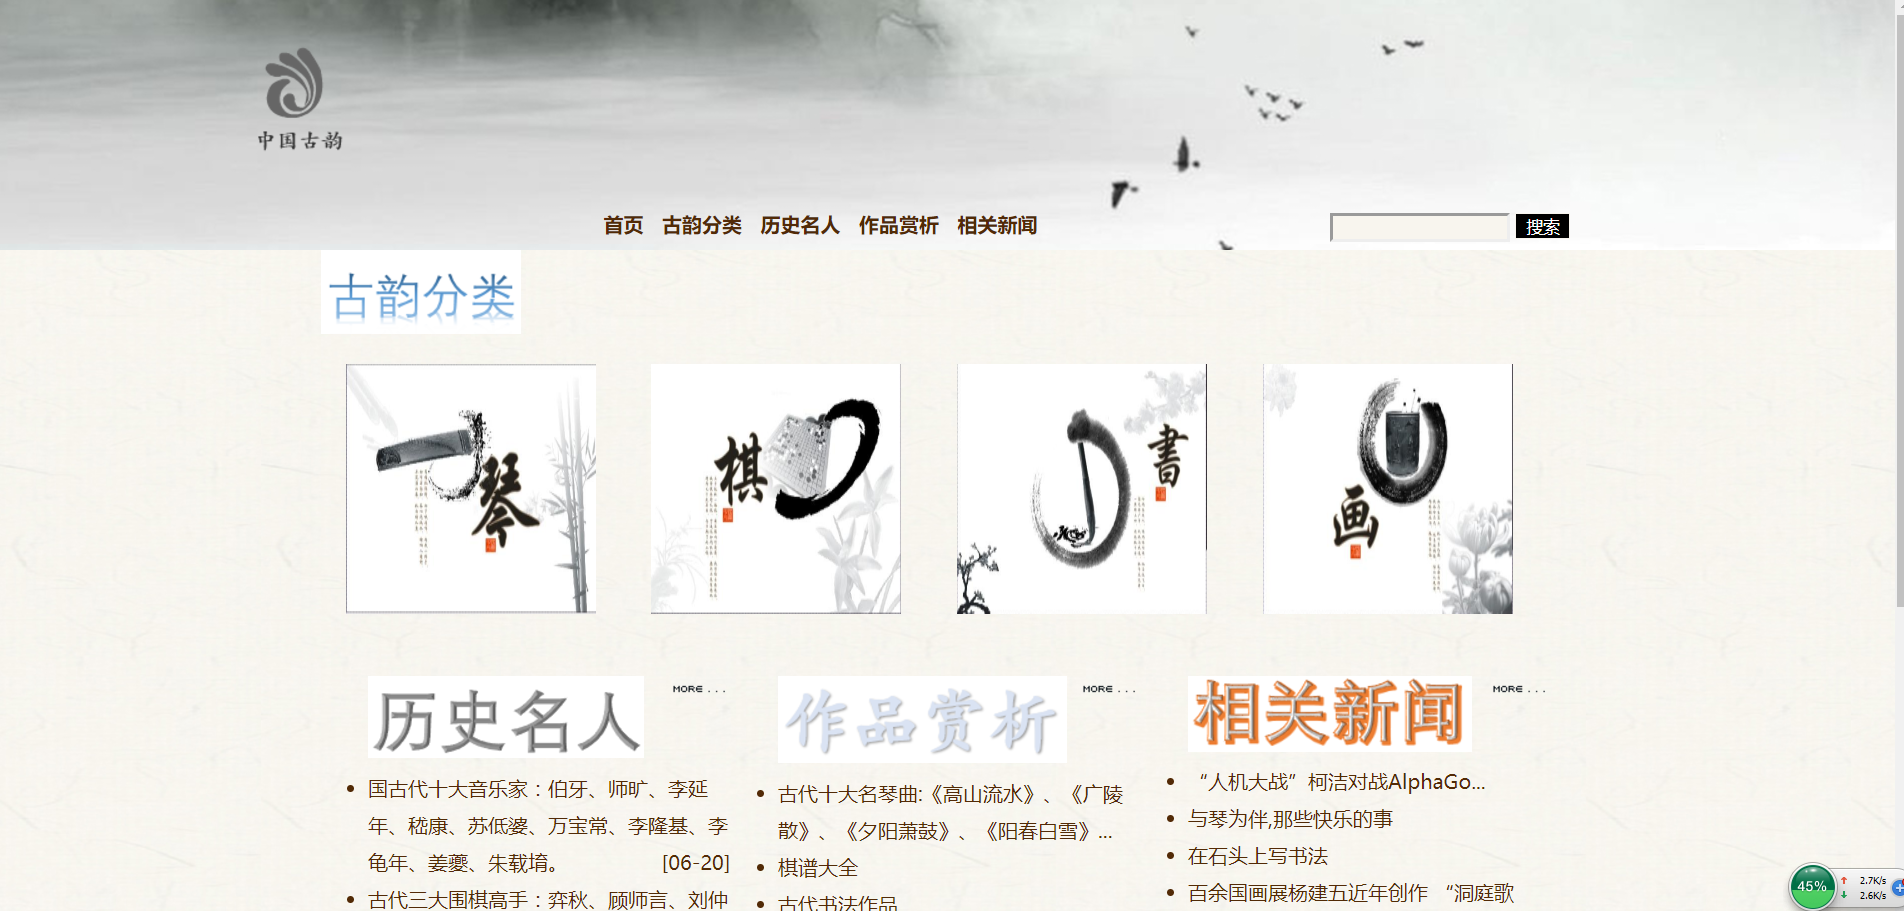 中国古韵
首页 古韵分类 历史名人 作品赏析 相关新闻
搜索
古韵分类
琴
棋
書
画
历史名人
MORE...
国古代十大音乐家：伯牙、师旷、李延
年、嵇康、苏低婆、万宝常、李隆基、李
龟年、姜夔、朱载堉。 [06-20]
古代三大围棋高手：弈秋、顾师言、刘仲
作品赏析
MORE...
古代十大名琴曲:《高山流水》、《广陵
散》、《夕阳萧鼓》、《阳春白雪》...
棋谱大全
古代书法作品
相关新闻
MORE...
“人机大战”柯洁对战AlphaGo...
与琴为伴,那些快乐的事
在石头上写书法
百余国画展杨建五近年创作 “洞庭歌
45%
2.7K/s
2.6K/s